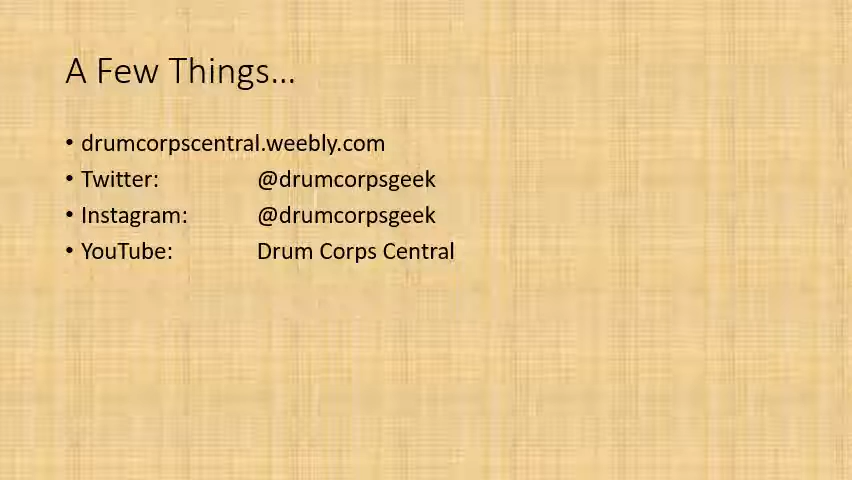 A Few Things...
• drumcorpscentral.weebly.com
• Twitter: @drumcorpsgeek
• Instagram: @drumcorpsgeek
• YouTube: Drum Corps Central